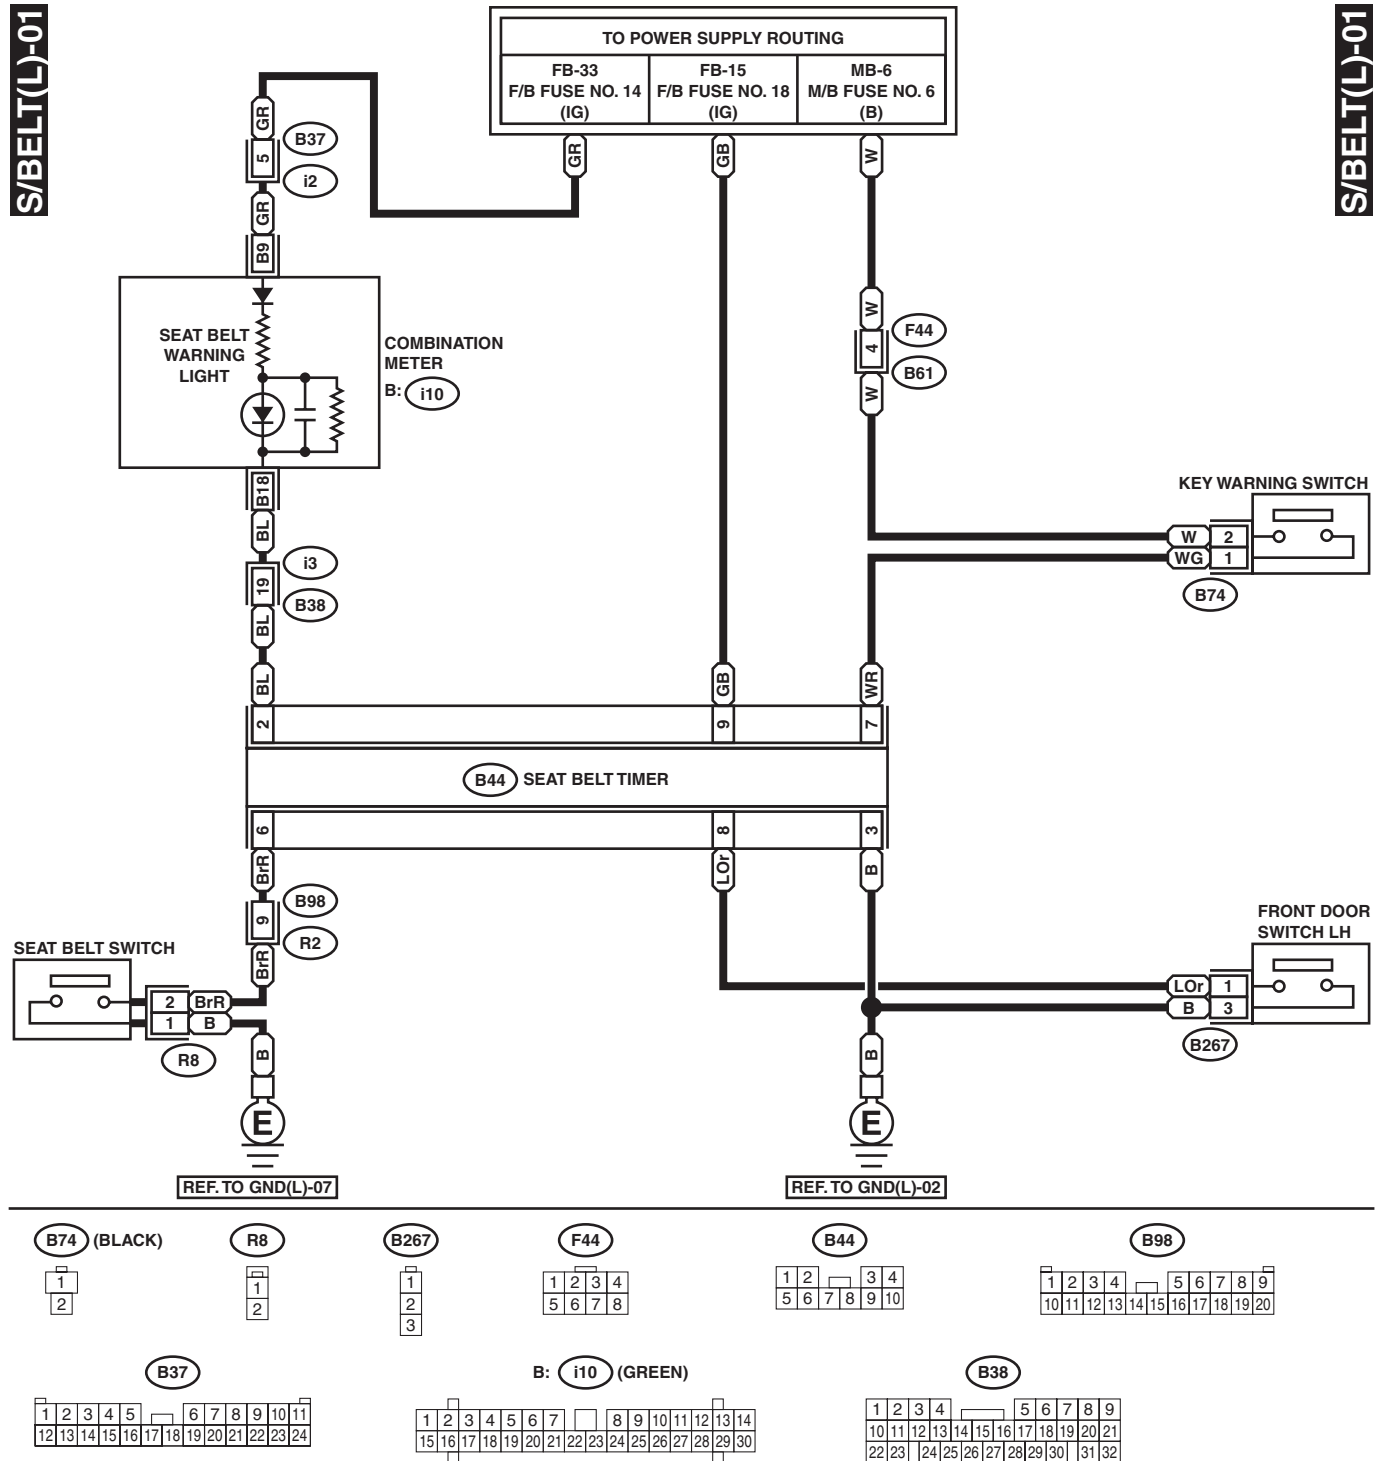 S/BELT(L)-01
S/BELT(L)-01
TO POWER SUPPLY ROUTING
FB-33
F/B FUSE NO. 14
(IG)
FB-15
F/B FUSE NO. 18
(IG)
MB-6
M/B FUSE NO. 6
(B)
GR
GB
W
GR
5
B37
i2
GR
B9
SEAT BELT
WARNING
LIGHT
COMBINATION
METER
B: i10
W
4
F44
B61
W
B18
BL
19
i3
B38
BL
BL
KEY WARNING SWITCH
W 2
WG 1
B74
GB
WR
2
9
7
B44 SEAT BELT TIMER
6
8
3
BrR
LOr
B
9
B98
R2
BrR
SEAT BELT SWITCH
2 BrR
1 B
R8
B
E
REF. TO GND(L)-07
FRONT DOOR
SWITCH LH
LOr 1
B 3
B267
B
E
REF. TO GND(L)-02
B74 (BLACK)
1
2
R8
1
2
B267
1
2
3
F44
1 2 3 4
5 6 7 8
B44
1 2 3 4
5 6 7 8 9 10
B98
1 2 3 4 5 6 7 8 9
10 11 12 13 14 15 16 17 18 19 20
B37
1 2 3 4 5 6 7 8 9 10 11
12 13 14 15 16 17 18 19 20 21 22 23 24
B: i10 (GREEN)
1 2 3 4 5 6 7 8 9 10 11 12 13 14
15 16 17 18 19 20 21 22 23 24 25 26 27 28 29 30
B38
1 2 3 4 5 6 7 8 9
10 11 12 13 14 15 16 17 18 19 20 21
22 23 24 25 26 27 28 29 30 31 32